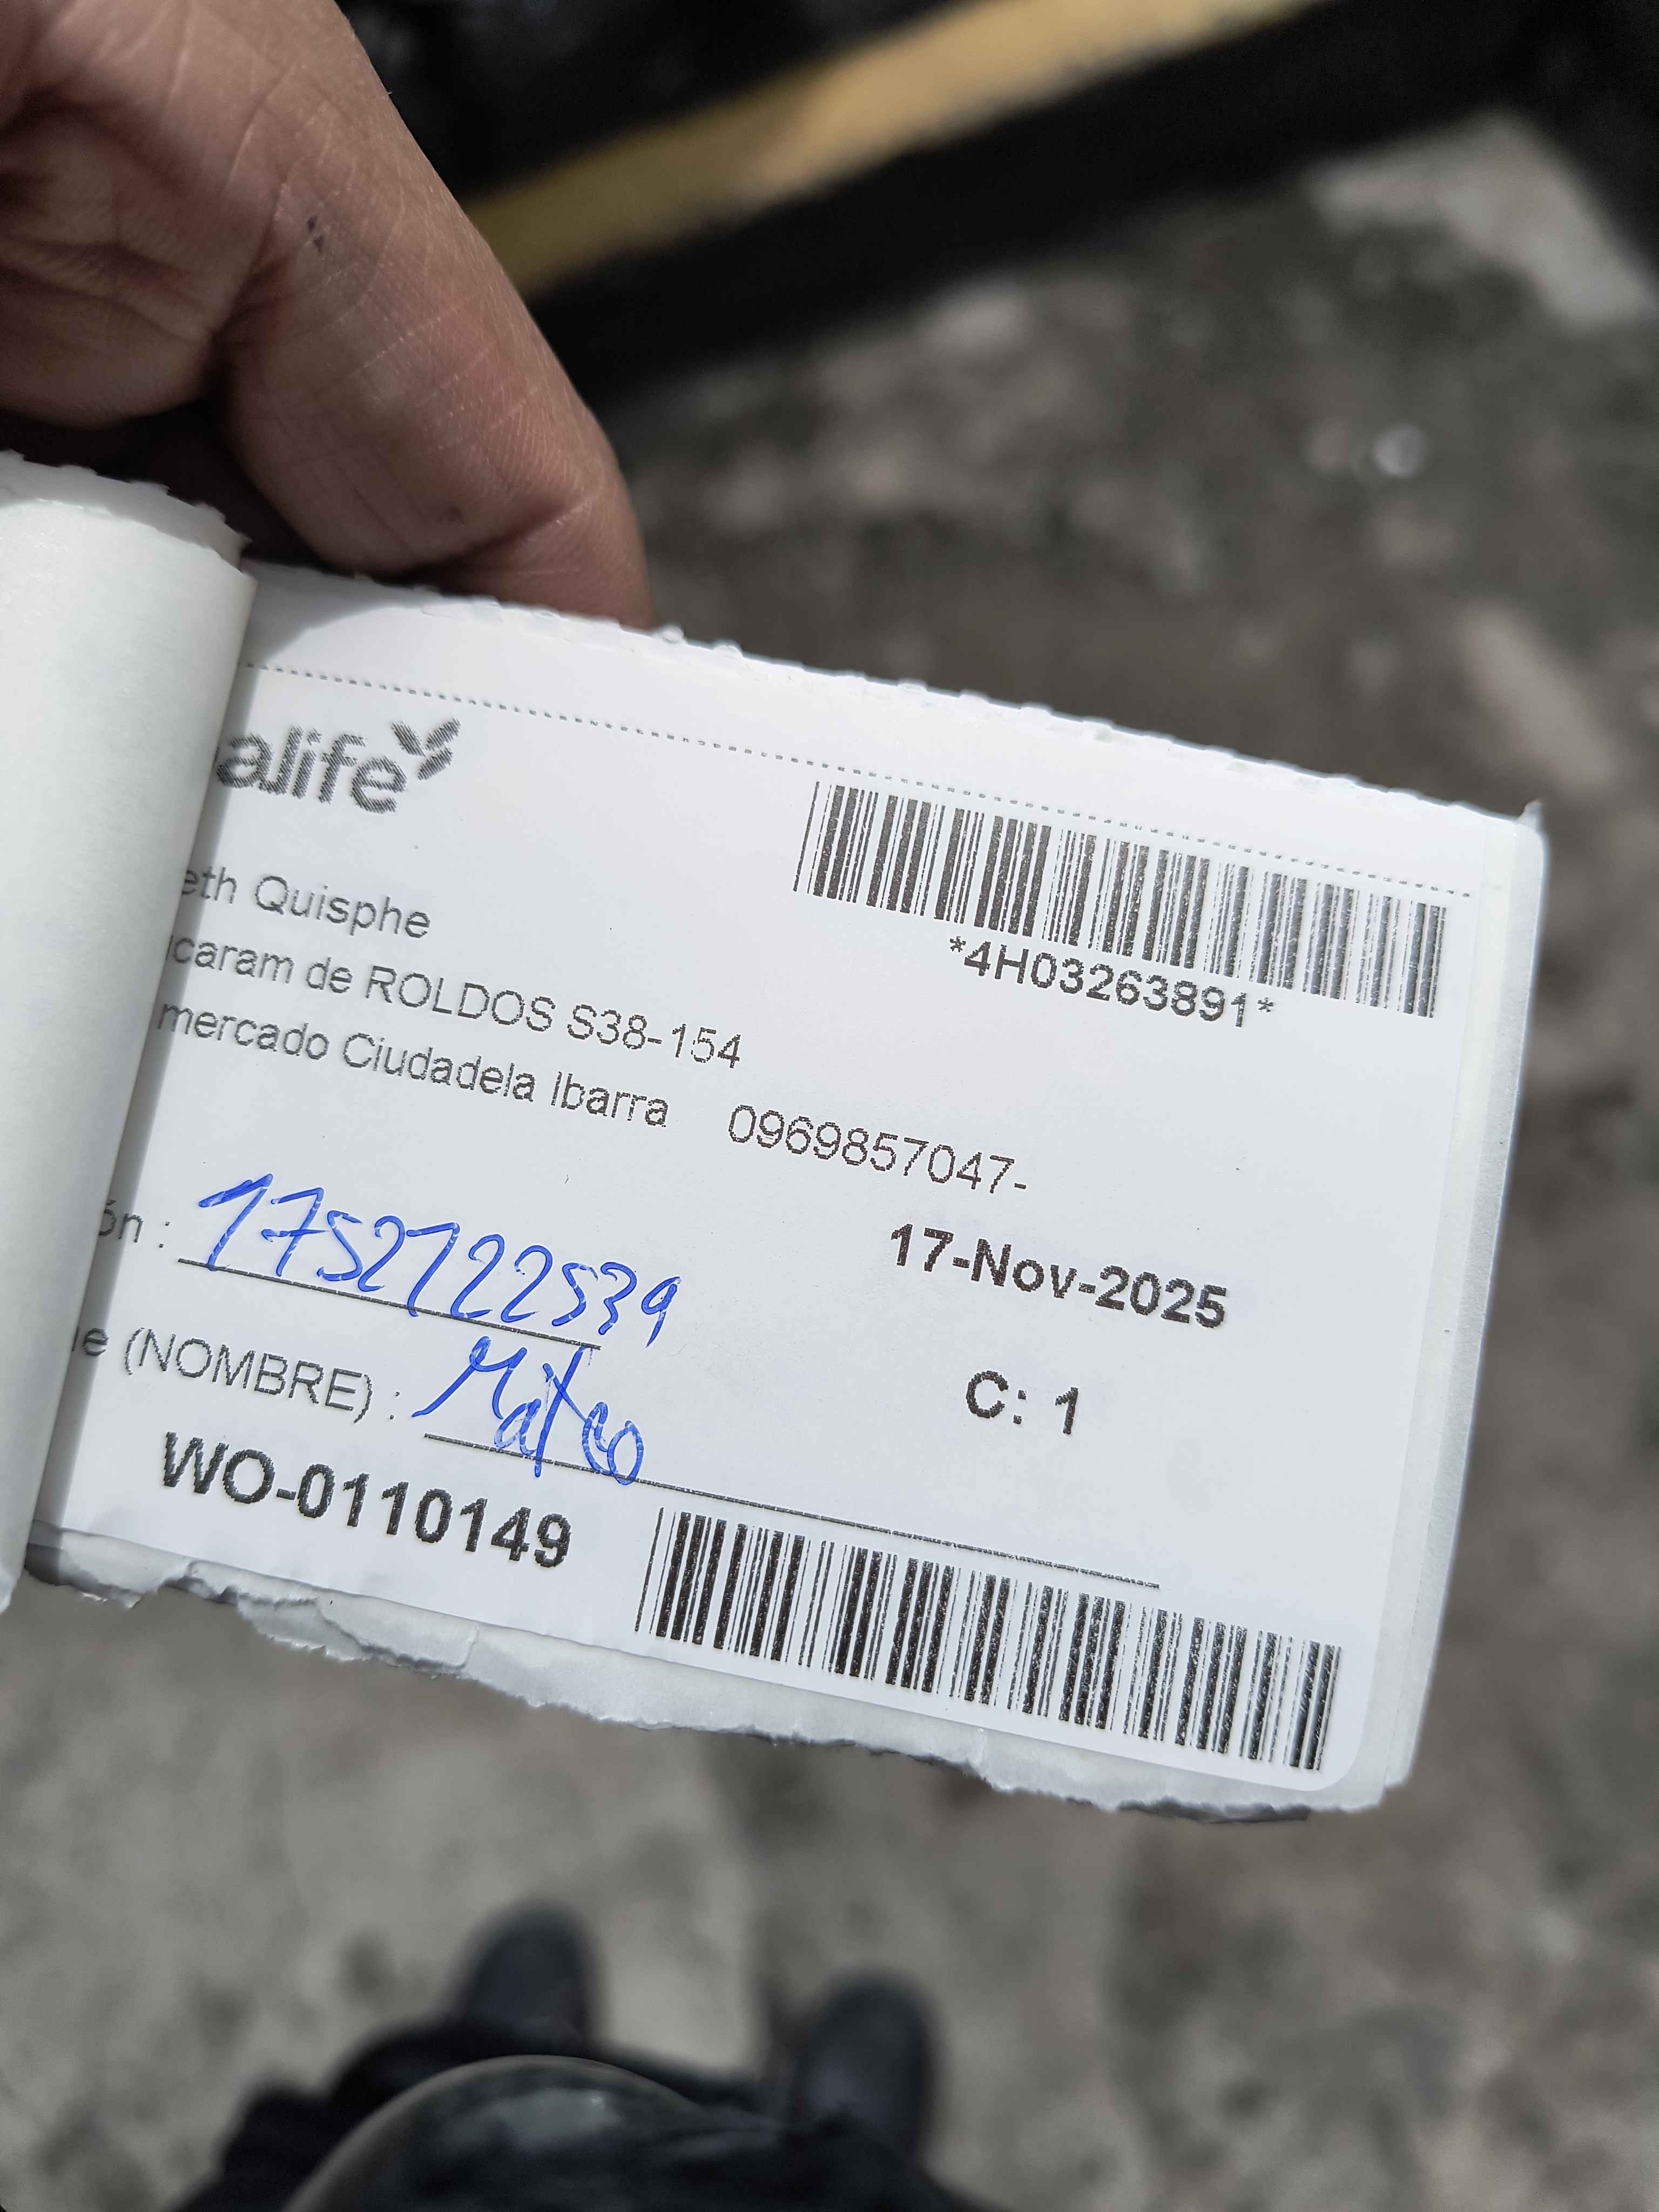 alife
*4H03263891*
eth Quisphe
caram de ROLDOS S38-154
mercado Ciudadela Ibarra 0969857047-
ón : 1752722539
17-Nov-2025
e (NOMBRE) : Mateo
C: 1
WO-0110149